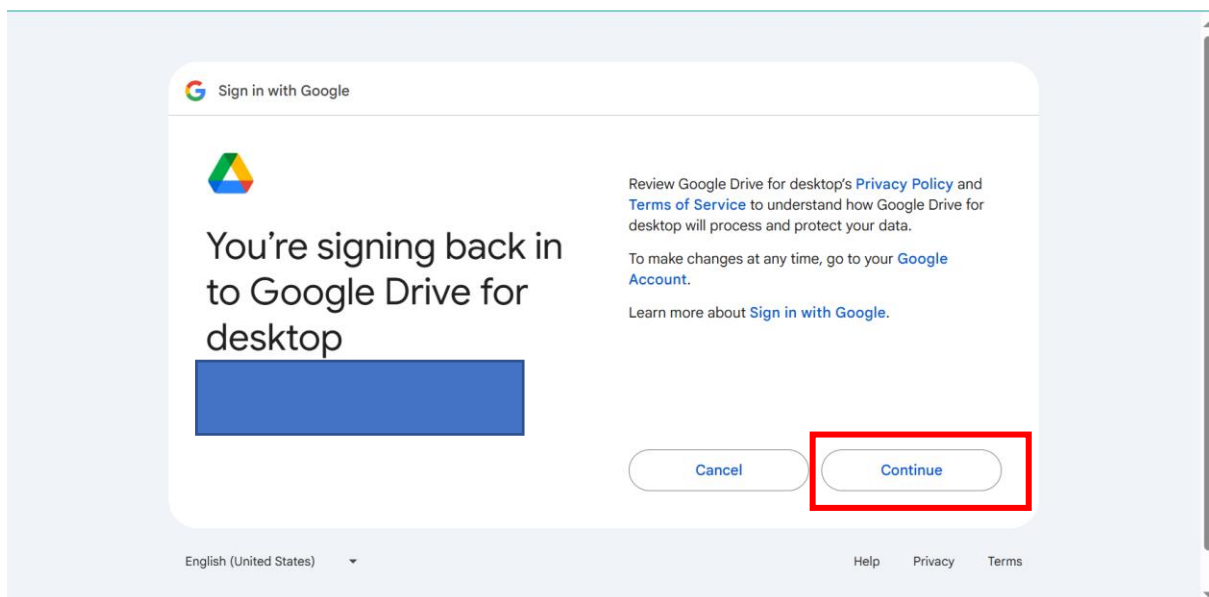 Sign in with Google
You’re signing back in
to Google Drive for
desktop
Review Google Drive for desktop’s Privacy Policy and
Terms of Service to understand how Google Drive for
desktop will process and protect your data.
To make changes at any time, go to your Google
Account.
Learn more about Sign in with Google.
Cancel
Continue
English (United States)
Help
Privacy
Terms